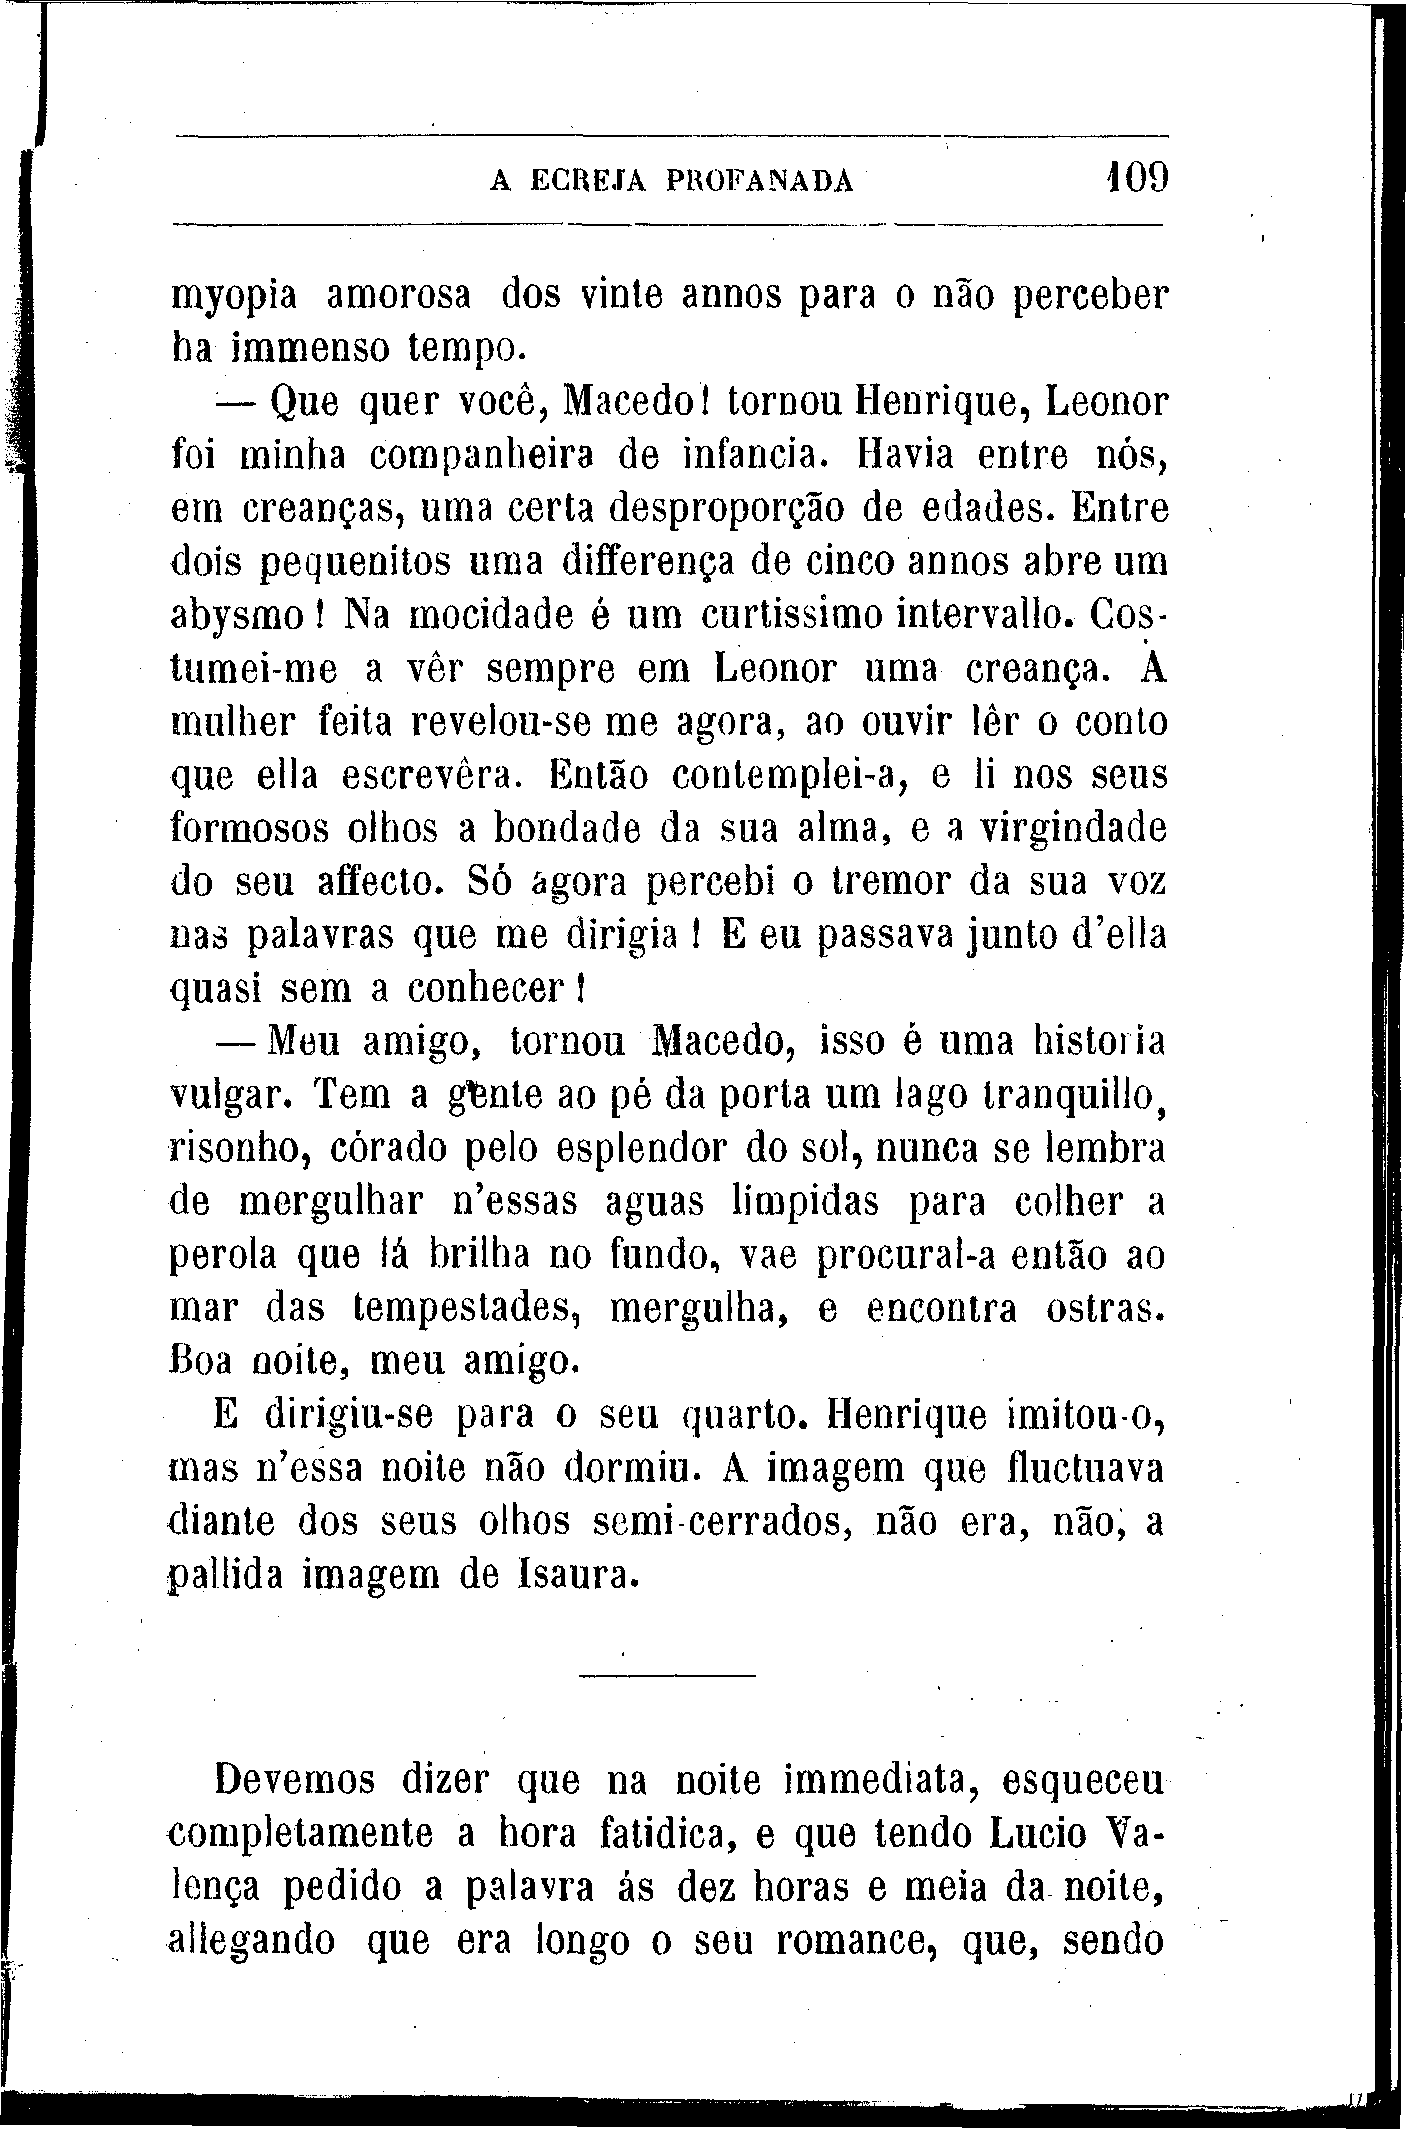 A EGREJA PROFANADA 109
myopia amorosa dos vinte annos para o não perceber
ha immenso tempo.
— Que quer você, Macedo! tornou Henrique, Leonor
foi minha companheira de infancia. Havia entre nós,
em creanças, uma certa desproporção de edades. Entre
dois pequenitos uma differença de cinco annos abre um
abysmo! Na mocidade é um curtissimo intervallo. Cos-
tumei-me a vêr sempre em Leonor uma creança. A
mulher feita revelou-se me agora, ao ouvir lêr o conto
que ella escrevêra. Então contemplei-a, e li nos seus
formosos olhos a bondade da sua alma, e a virgindade
do seu affecto. Só agora percebi o tremor da sua voz
nas palavras que me dirigia! E eu passava junto d'ella
quasi sem a conhecer!
— Meu amigo, tornou Macedo, isso é uma historia
vulgar. Tem a gente ao pé da porta um lago tranquillo,
risonho, córado pelo esplendor do sol, nunca se lembra
de mergulhar n'essas aguas limpidas para colher a
perola que lá brilha no fundo, vae procural-a então ao
mar das tempestades, mergulha, e encontra ostras.
Boa noite, meu amigo.
E dirigiu-se para o seu quarto. Henrique imitou-o,
mas n'essa noite não dormiu. A imagem que fluctuava
diante dos seus olhos semi-cerrados, não era, não, a
pallida imagem de Isaura.
Devemos dizer que na noite immediata, esqueceu
completamente a hora fatidica, e que tendo Lucio Va-
lença pedido a palavra ás dez horas e meia da noite,
allegando que era longo o seu romance, que, sendo